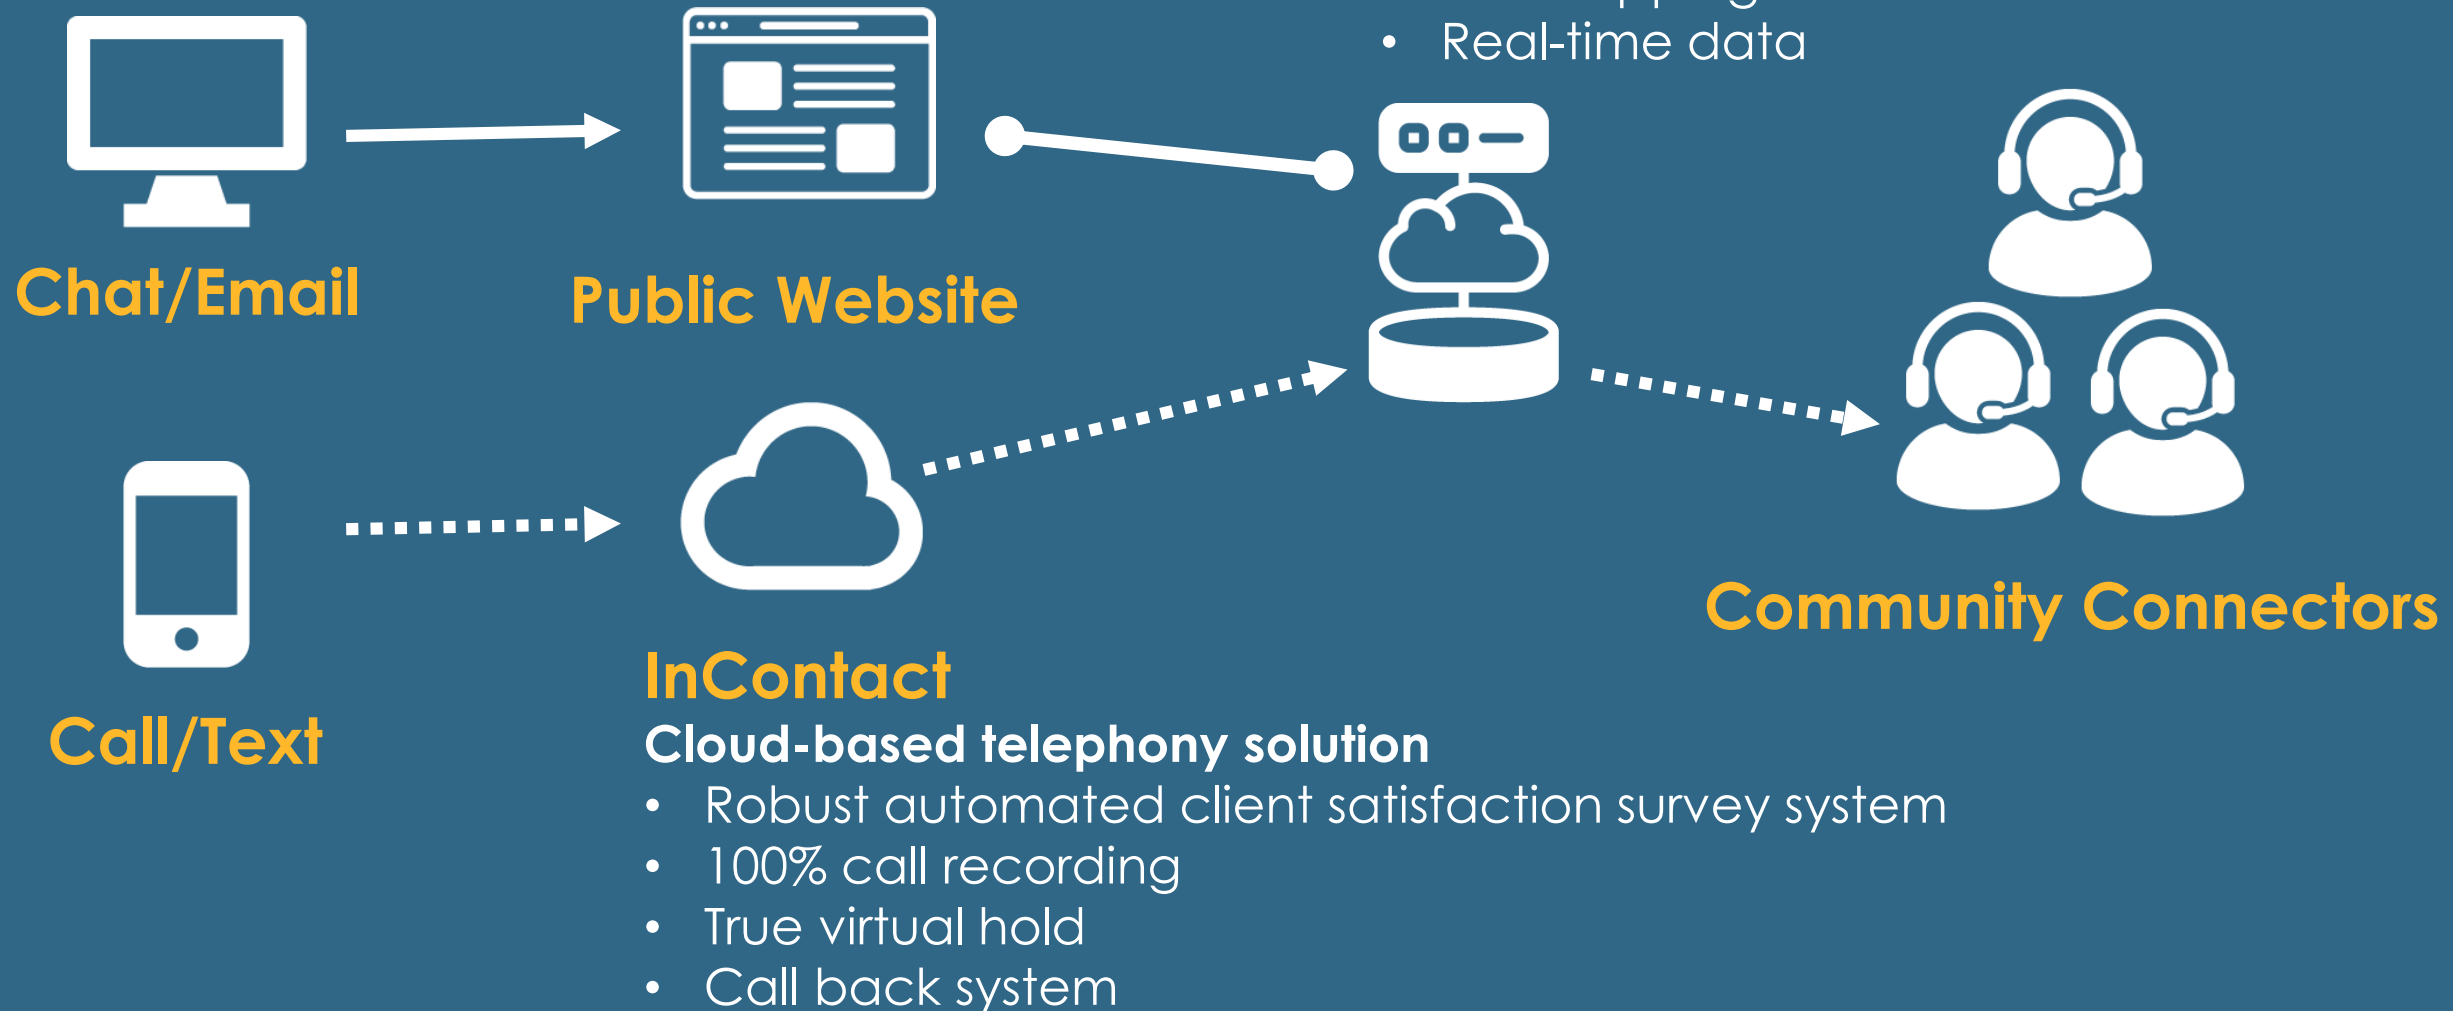 • Real-time data
Chat/Email
Public Website
Community Connectors
Call/Text
InContact
Cloud-based telephony solution
• Robust automated client satisfaction survey system
• 100% call recording
• True virtual hold
• Call back system